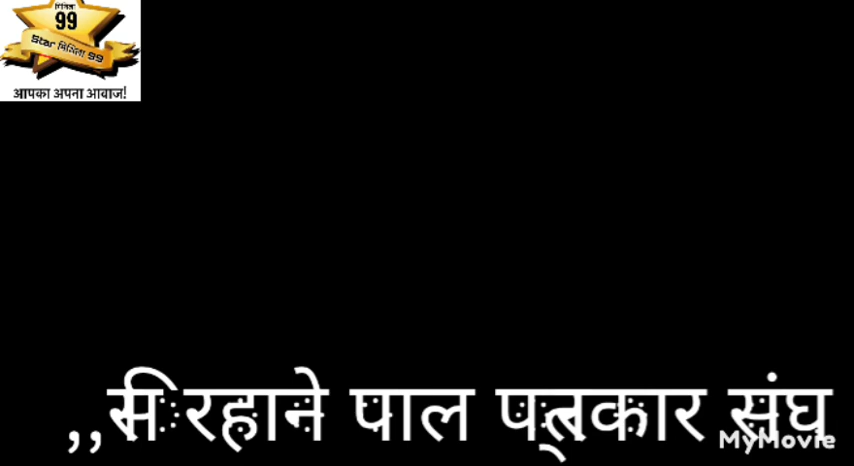 मिथिला
99
Star मिथिला 99
आपका अपना आवाज!
,,सिरहाने पाल पत्रकार संघ
MyMovie